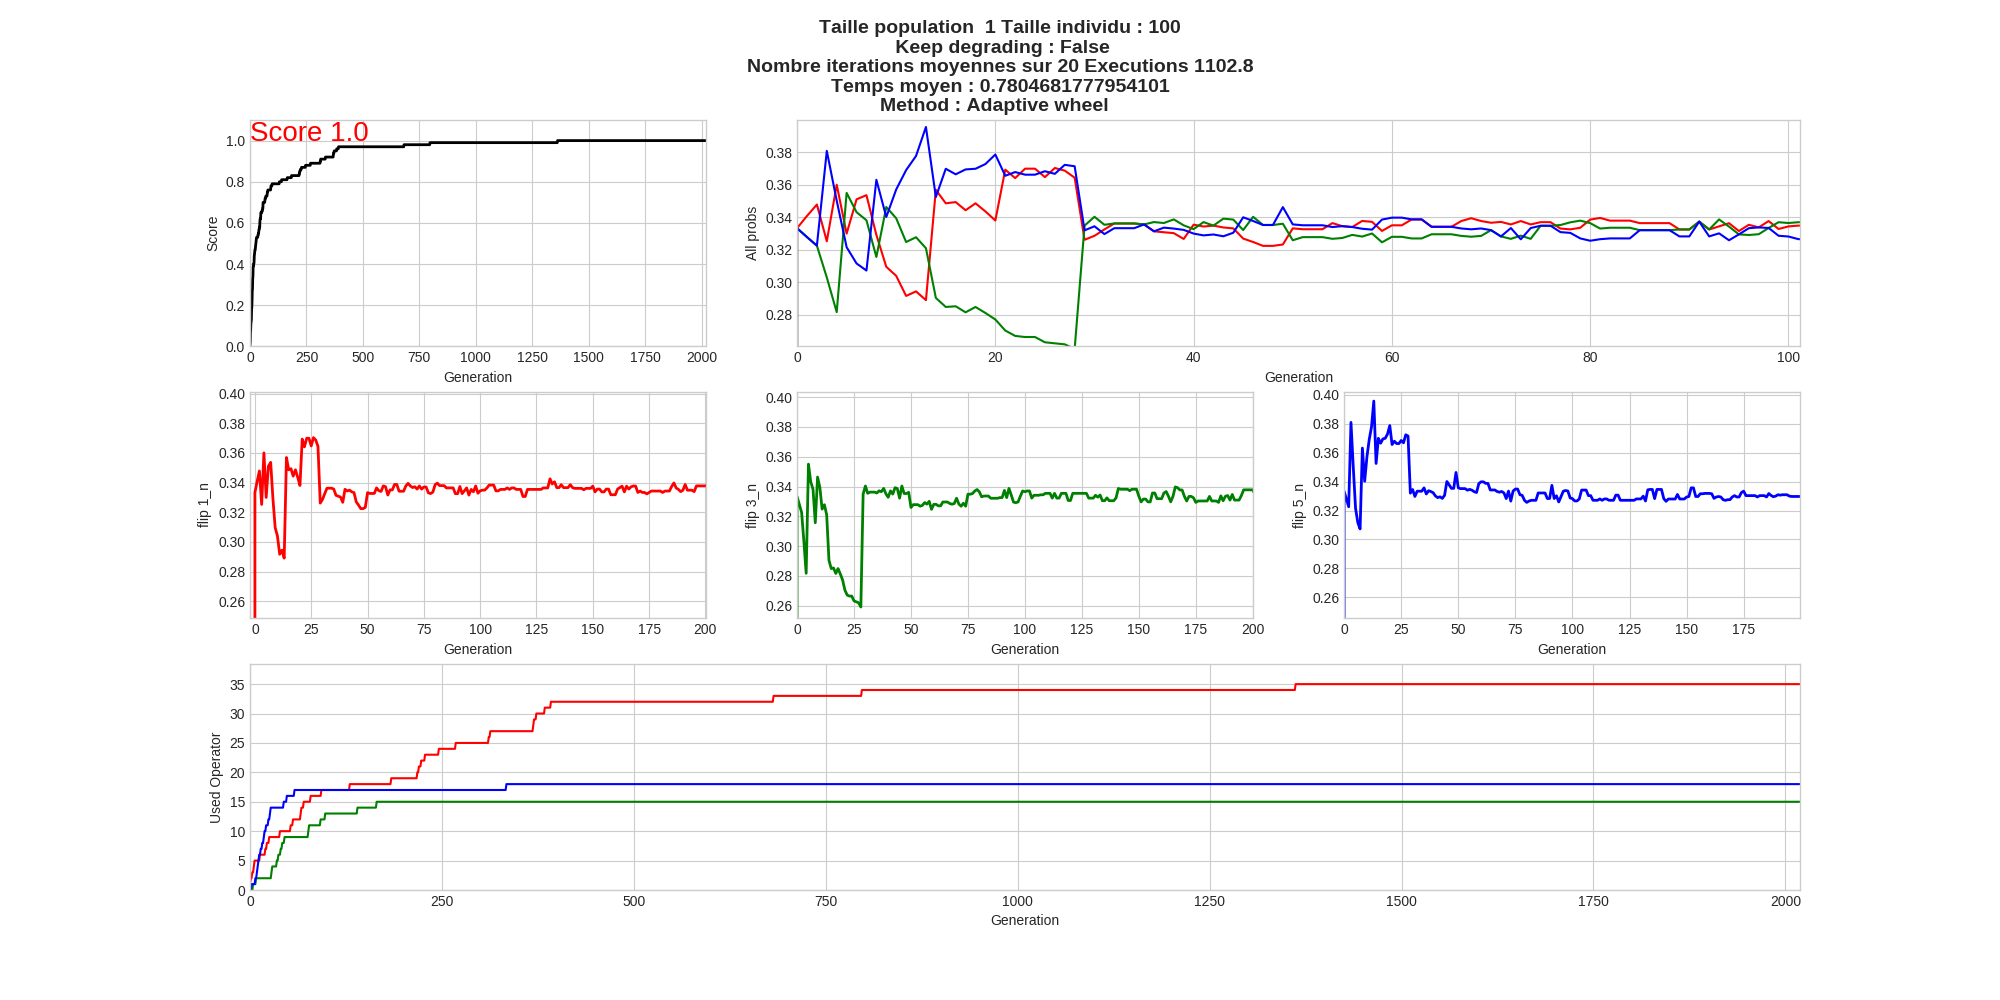 Taille population  1 Taille individu : 100
Keep degrading : False
Nombre iterations moyennes sur 20 Executions 1102.8
Temps moyen : 0.7804681777954101
Method : Adaptive wheel
Score 1.0
Score
1.0
0.8
0.6
0.4
0.2
0.0
0 250 500 750 1000 1250 1500 1750 2000
Generation
All probs
0.38
0.36
0.34
0.32
0.30
0.28
0 20 40 60 80 100
Generation
flip 1_n
0.40
0.38
0.36
0.34
0.32
0.30
0.28
0.26
0 25 50 75 100 125 150 175 200
Generation
flip 3_n
0.40
0.38
0.36
0.34
0.32
0.30
0.28
0.26
0 25 50 75 100 125 150 175 200
Generation
flip 5_n
0.40
0.38
0.36
0.34
0.32
0.30
0.28
0.26
0 25 50 75 100 125 150 175
Generation
Used Operator
35
30
25
20
15
10
5
0
0 250 500 750 1000 1250 1500 1750 2000
Generation